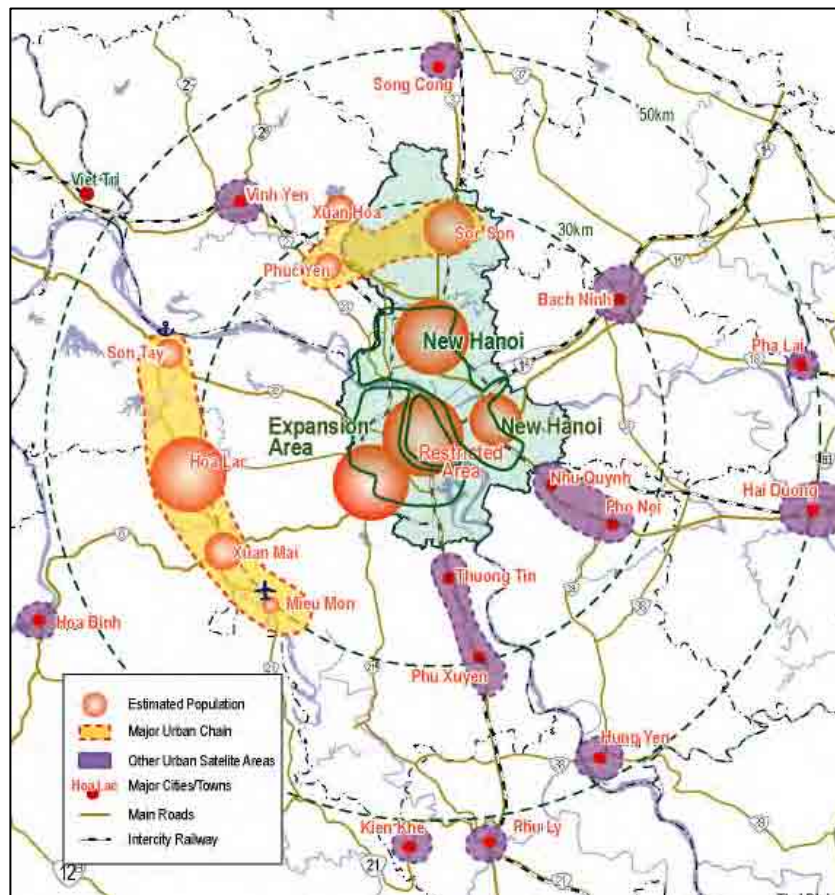 Song Cong
50km
Viet Tri
Vinh Yen
Xuan Hoa
Soc Son
30km
Phuc Yen
Bach Ninh
New Hanoi
Pha Lai
Son Tay
Expansion
Area
New Hanoi
Restricted
Area
Hoa Lac
Nhu Quynh
Hai Duong
Pho Noi
Xuan Mai
Thuong Tin
Mieu Mon
Hoa Binh
Phu Xuyen
Estimated Population
Major Urban Chain
Other Urban Satelite Areas
Hoa Lac
Major Cities/Towns
Main Roads
Intercity Railway
Hung Yen
Kien Khe
Phu Ly
12
21
21